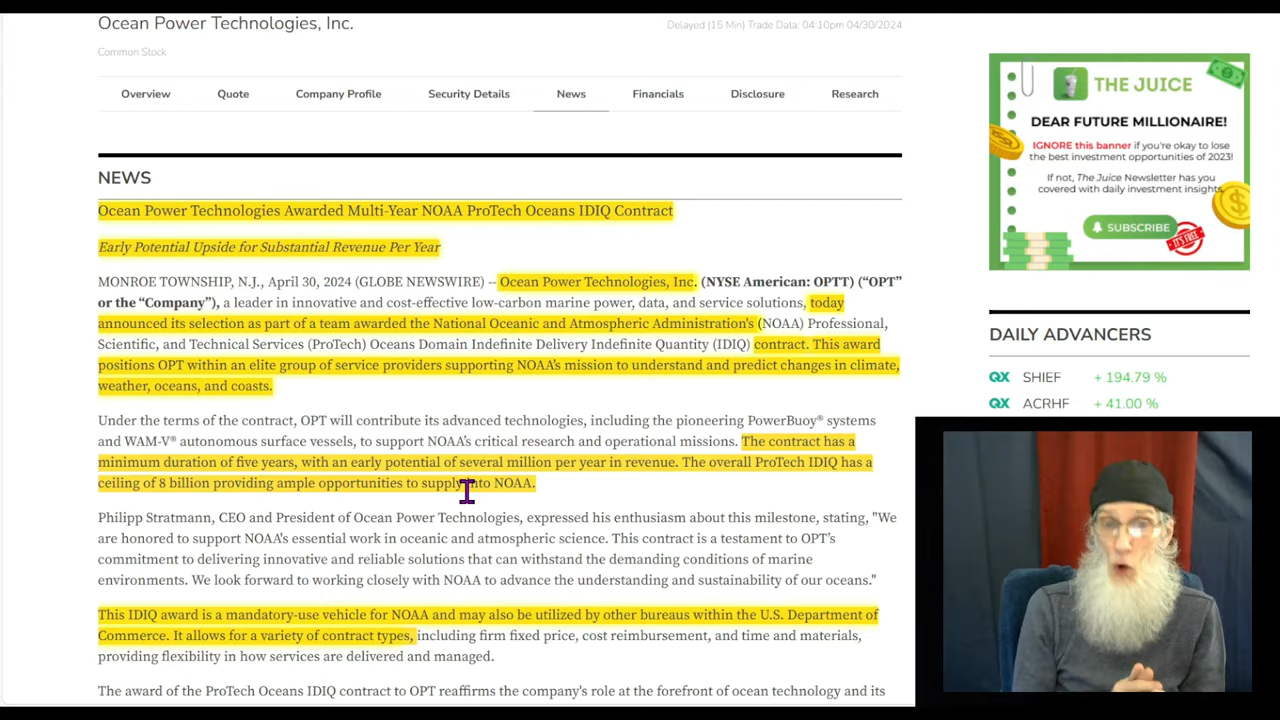 Ocean Power Technologies, Inc.
Delayed (15 Min) Trade Data: 04:10pm 04/30/2024
Common Stock
Overview Quote Company Profile Security Details News Financials Disclosure Research
NEWS
Ocean Power Technologies Awarded Multi-Year NOAA ProTech Oceans IDIQ Contract
Early Potential Upside for Substantial Revenue Per Year
MONROE TOWNSHIP, N.J., April 30, 2024 (GLOBE NEWSWIRE) -- Ocean Power Technologies, Inc. (NYSE American: OPTT) (“OPT”
or the “Company”), a leader in innovative and cost-effective low-carbon marine power, data, and service solutions, today
announced its selection as part of a team awarded the National Oceanic and Atmospheric Administration's (NOAA) Professional,
Scientific, and Technical Services (ProTech) Oceans Domain Indefinite Delivery Indefinite Quantity (IDIQ) contract. This award
positions OPT within an elite group of service providers supporting NOAA’s mission to understand and predict changes in climate,
weather, oceans, and coasts.
Under the terms of the contract, OPT will contribute its advanced technologies, including the pioneering PowerBuoy® systems
and WAM-V® autonomous surface vessels, to support NOAA’s critical research and operational missions. The contract has a
minimum duration of five years, with an early potential of several million per year in revenue. The overall ProTech IDIQ has a
ceiling of 8 billion providing ample opportunities to supply into NOAA.
Philipp Stratmann, CEO and President of Ocean Power Technologies, expressed his enthusiasm about this milestone, stating, "We
are honored to support NOAA's essential work in oceanic and atmospheric science. This contract is a testament to OPT’s
commitment to delivering innovative and reliable solutions that can withstand the demanding conditions of marine
environments. We look forward to working closely with NOAA to advance the understanding and sustainability of our oceans."
This IDIQ award is a mandatory-use vehicle for NOAA and may also be utilized by other bureaus within the U.S. Department of
Commerce. It allows for a variety of contract types, including firm fixed price, cost reimbursement, and time and materials,
providing flexibility in how services are delivered and managed.
The award of the ProTech Oceans IDIQ contract to OPT reaffirms the company's role at the forefront of ocean technology and its
THE JUICE
DEAR FUTURE MILLIONAIRE!
IGNORE this banner if you're okay to lose
the best investment opportunities of 2023!
If not, The Juice Newsletter has you
covered with daily investment insights.
SUBSCRIBE
IT'S FREE
DAILY ADVANCERS
QX SHIEF + 194.79 %
QX ACRHF + 41.00 %